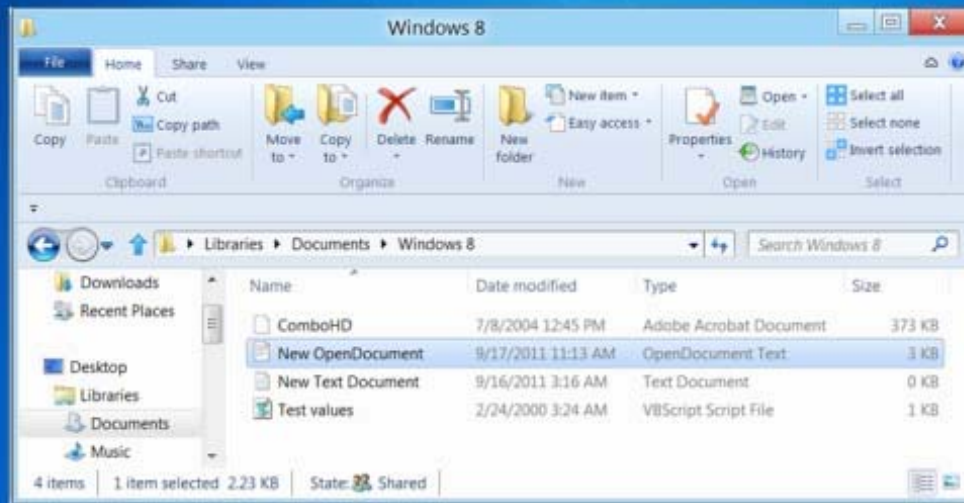 Windows 8
File Home Share View
Copy Paste Cut Copy path Paste shortcut
Clipboard
Move to Copy to Delete Rename
Organize
New folder New item Easy access
New
Properties Open Edit History
Open
Select all Select none Invert selection
Select
Libraries Documents Windows 8 Search Windows 8
Downloads
Recent Places
Desktop
Libraries
Documents
Music
Name Date modified Type Size
ComboHD 7/8/2004 12:45 PM Adobe Acrobat Document 373 KB
New OpenDocument 9/17/2011 11:13 AM OpenDocument Text 3 KB
New Text Document 9/16/2011 3:16 AM Text Document 0 KB
Test values 2/24/2000 3:24 AM VBScript Script File 1 KB
4 items 1 item selected 2.23 KB State: Shared